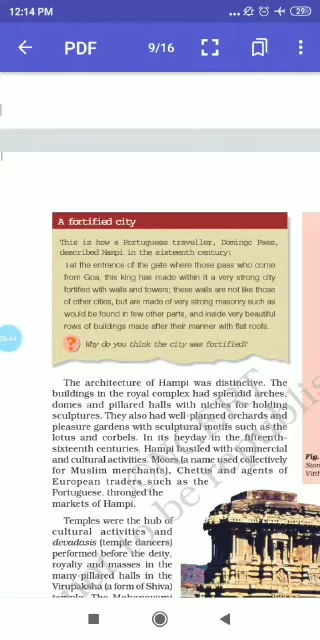 12:14 PM
29
PDF
9/16
A fortified city
This is how a Portuguese traveller, Domingo Paes,
described Hampi in the sixteenth century:
at the entrance of the gate where those pass who come
from Goa, this king has made within it a very strong city
fortified with walls and towers; these walls are not like those
of other cities, but are made of very strong masonry such as
would be found in few other parts, and inside very beautiful
rows of buildings made after their manner with flat roofs.
? Why do you think the city was fortified?
The architecture of Hampi was distinctive. The
buildings in the royal complex had splendid arches,
domes and pillared halls with niches for holding
sculptures. They also had well-planned orchards and
pleasure gardens with sculptural motifs such as the
lotus and corbels. In its heyday in the fifteenth-
sixteenth centuries, Hampi bustled with commercial
and cultural activities. Moors (a name used collectively
for Muslim merchants), Chettis and agents of
European traders such as the
Portuguese, thronged the
markets of Hampi.
Temples were the hub of
cultural activities and
devadasis (temple dancers)
performed before the deity,
royalty and masses in the
many-pillared halls in the
Virupaksha (a form of Shiva)
temple. The Mahanavami
Fig.
Ston
Vitth